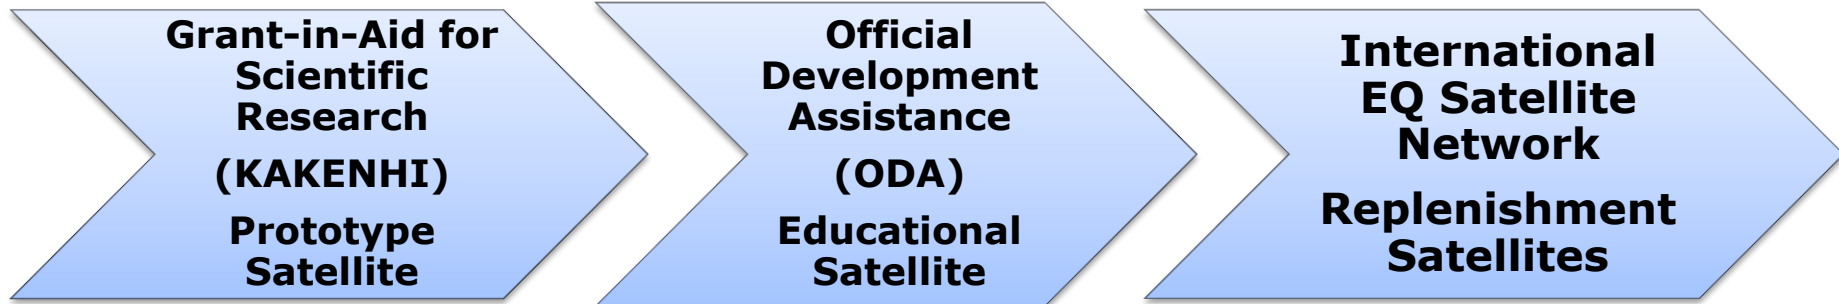 Grant-in-Aid for
Scientific
Research
(KAKENHI)
Prototype
Satellite
Official
Development
Assistance
(ODA)
Educational
Satellite
International
EQ Satellite
Network
Replenishment
Satellites